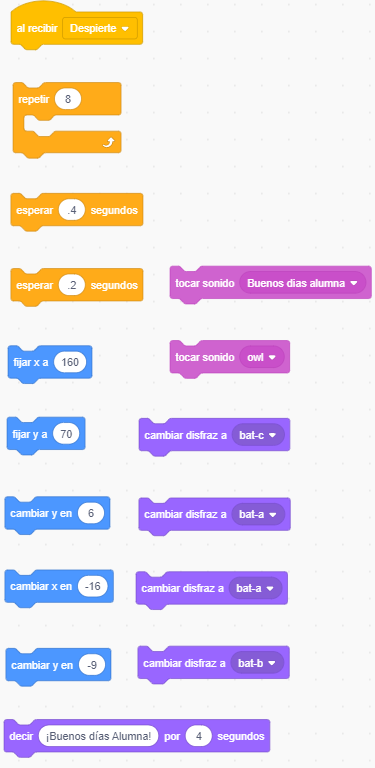 al recibir Despierte
repetir 8
esperar .4 segundos
esperar .2 segundos
tocar sonido Buenos dias alumna
fijar x a 160
tocar sonido owl
fijar y a 70
cambiar disfraz a bat-c
cambiar y en 6
cambiar disfraz a bat-a
cambiar x en -16
cambiar disfraz a bat-a
cambiar y en -9
cambiar disfraz a bat-b
decir ¡Buenos días Alumna! por 4 segundos